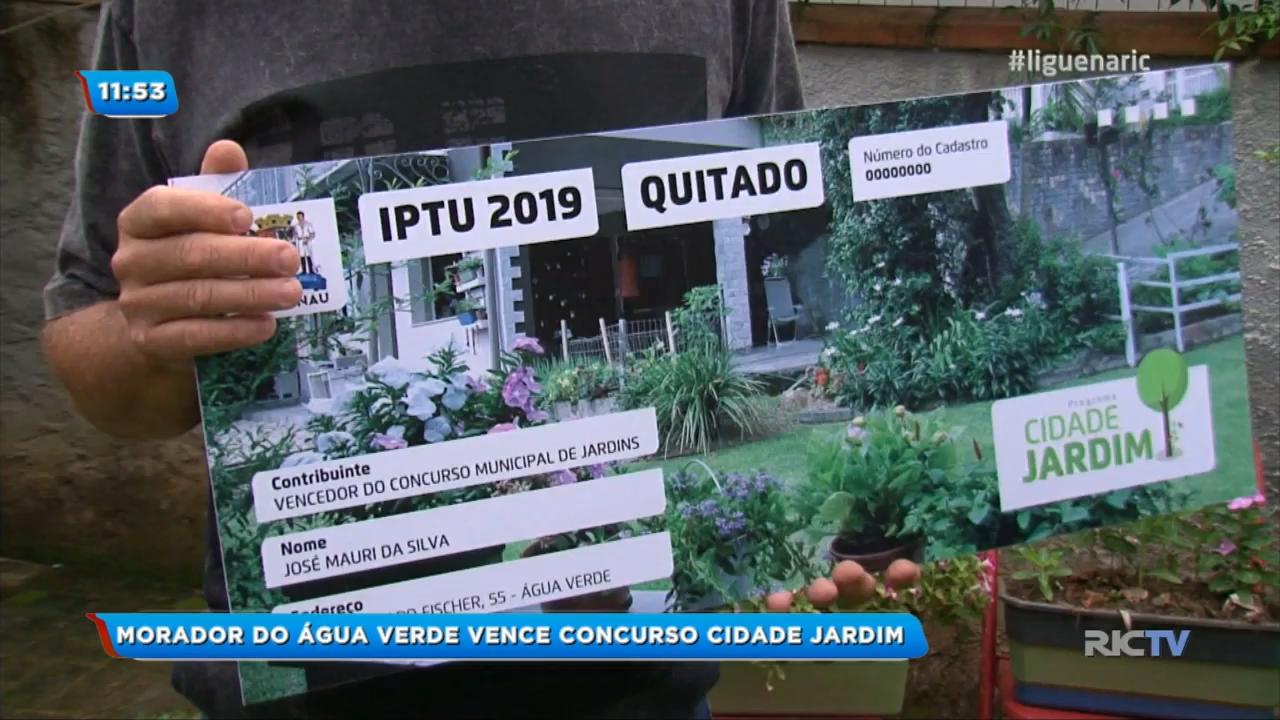 11:53
#liguenaric
IPTU 2019
QUITADO
Número do Cadastro
00000000
Contribuinte
VENCEDOR DO CONCURSO MUNICIPAL DE JARDINS
Nome
JOSÉ MAURI DA SILVA
FISCHER, 55 - ÁGUA VERDE
Programa
CIDADE
JARDIM
MORADOR DO ÁGUA VERDE VENCE CONCURSO CIDADE JARDIM
RICTV